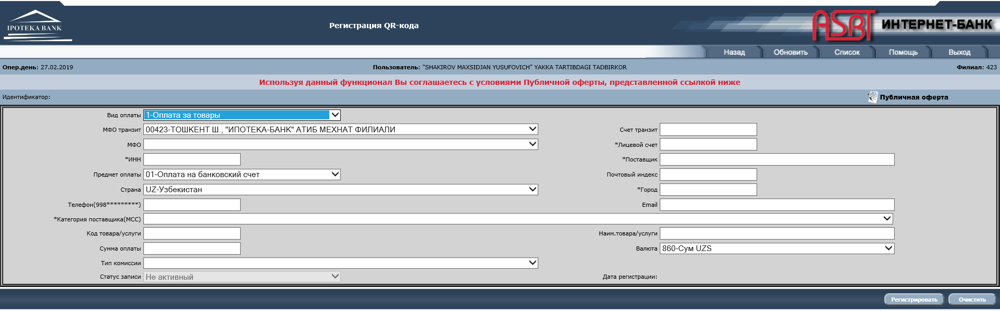 IPOTEKA BANK
Регистрация QR-кода
ASBT ИНТЕРНЕТ-БАНК
Назад Обновить Список Помощь Выход
Опер.день: 27.02.2019 Пользователь: "SHAKIROV MAXSIDJAN YUSUFOVICH" YAKKA TARTIBDAGI TADBIRKOR Филиал: 423
Используя данный функционал Вы соглашаетесь с условиями Публичной оферты, представленной ссылкой ниже
Идентификатор: Публичная оферта
Вид оплаты 1-Оплата за товары
МФО транзит 00423-ТОШКЕНТ Ш., "ИПОТЕКА-БАНК" АТИБ МЕХНАТ ФИЛИАЛИ Счет транзит
МФО *Лицевой счет
*ИНН *Поставщик
Предмет оплаты 01-Оплата на банковский счет Почтовый индекс
Страна UZ-Узбекистан *Город
Телефон(998*********) Email
*Категория поставщика(MCC)
Код товара/услуги Наим.товара/услуги
Сумма оплаты Валюта 860-Сум UZS
Тип комиссии
Статус записи Не активный Дата регистрации:
Регистрировать Очистить